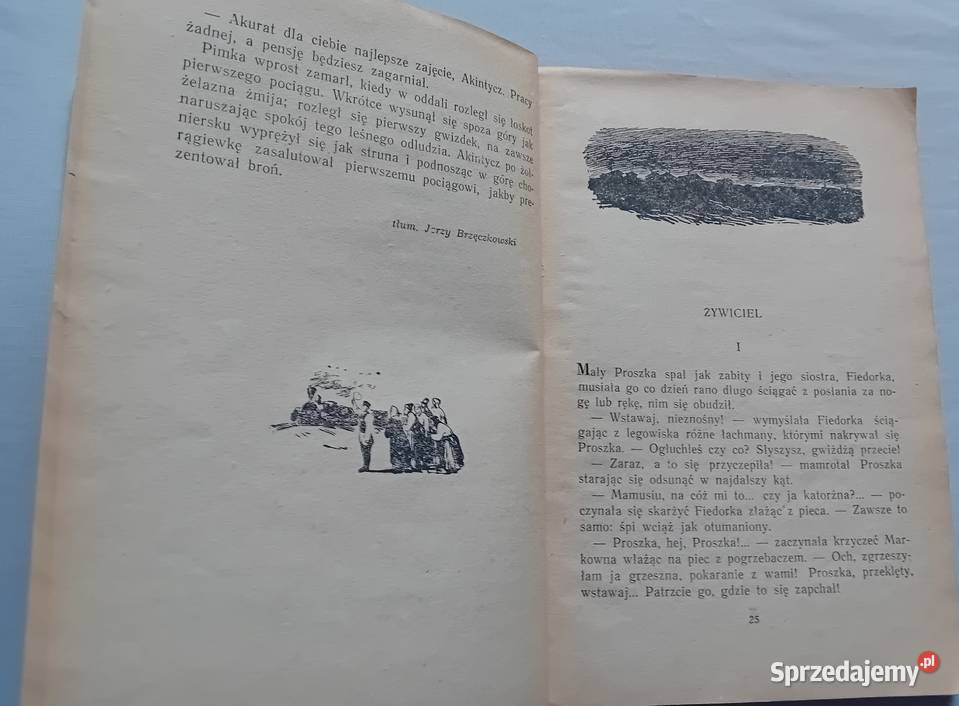 — Akurat dla ciebie najlepsze zajęcie, Akintycz. Pracy
żadnej, a pensję będziesz zagarniał.
Pimka wprost zamarł, kiedy w oddali rozległ się łoskot
pierwszego pociągu. Wkrótce wysunął się spoza góry jak
żelazna żmija; rozległ się pierwszy gwizdek, na zawsze
naruszając spokój tego leśnego odludzia. Akintycz po żoł-
niersku wyprężył się jak struna i podnosząc w górę cho-
rągiewkę zasalutował pierwszemu pociągowi, jakby pre-
zentował broń.
tłum. Jerzy Brzęczkowski
ŻYWICIEL
I
Mały Proszka spał jak zabity i jego siostra, Fiedorka,
musiała go co dzień rano długo ściągać z posłania za no-
gę lub rękę, nim się obudził.
— Wstawaj, nieznośny! — wymyślała Fiedorka ścią-
gając z legowiska różne łachmany, którymi nakrywał się
Proszka. — Ogłuchłeś czy co? Słyszysz, gwiżdżą przecie!
— Zaraz, a to się przyczepiła! — mamrotał Proszka
starając się odsunąć w najdalszy kąt.
— Mamusiu, na cóż mi to... czy ja katorżna?... — po-
czynała się skarżyć Fiedorka złażąc z pieca. — Zawsze to
samo: śpi wciąż jak otumaniony.
— Proszka, hej, Proszka!... — zaczynała krzyczeć Mar-
kowna włażąc na piec z pogrzebaczem. — Och, zgrzeszy-
łam ja grzeszna, pokaranie z wami! Proszka, przeklęty,
wstawaj... Patrzcie go, gdzie to się zapchał!
25
Sprzedajemy.pl